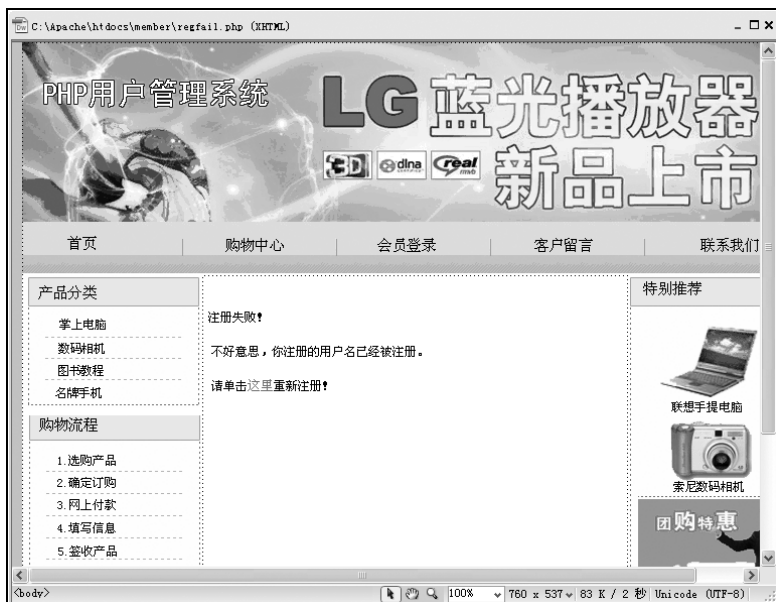 Dw C:\Apache\htdocs\member\regfail.php (XHTML)
PHP用户管理系统
LG 蓝光播放器
新品上市
3D dlna CERTIFIED real rmvb
首页 购物中心 会员登录 客户留言 联系我们
产品分类
掌上电脑
数码相机
图书教程
名牌手机
购物流程
1.选购产品
2.确定订购
3.网上付款
4.填写信息
5.签收产品
注册失败!
不好意思,你注册的用户名已经被注册。
请单击这里重新注册!
特别推荐
联想手提电脑
索尼数码相机
团购特惠
<body> 100% 760 x 537 83 K / 2 秒 Unicode (UTF-8)